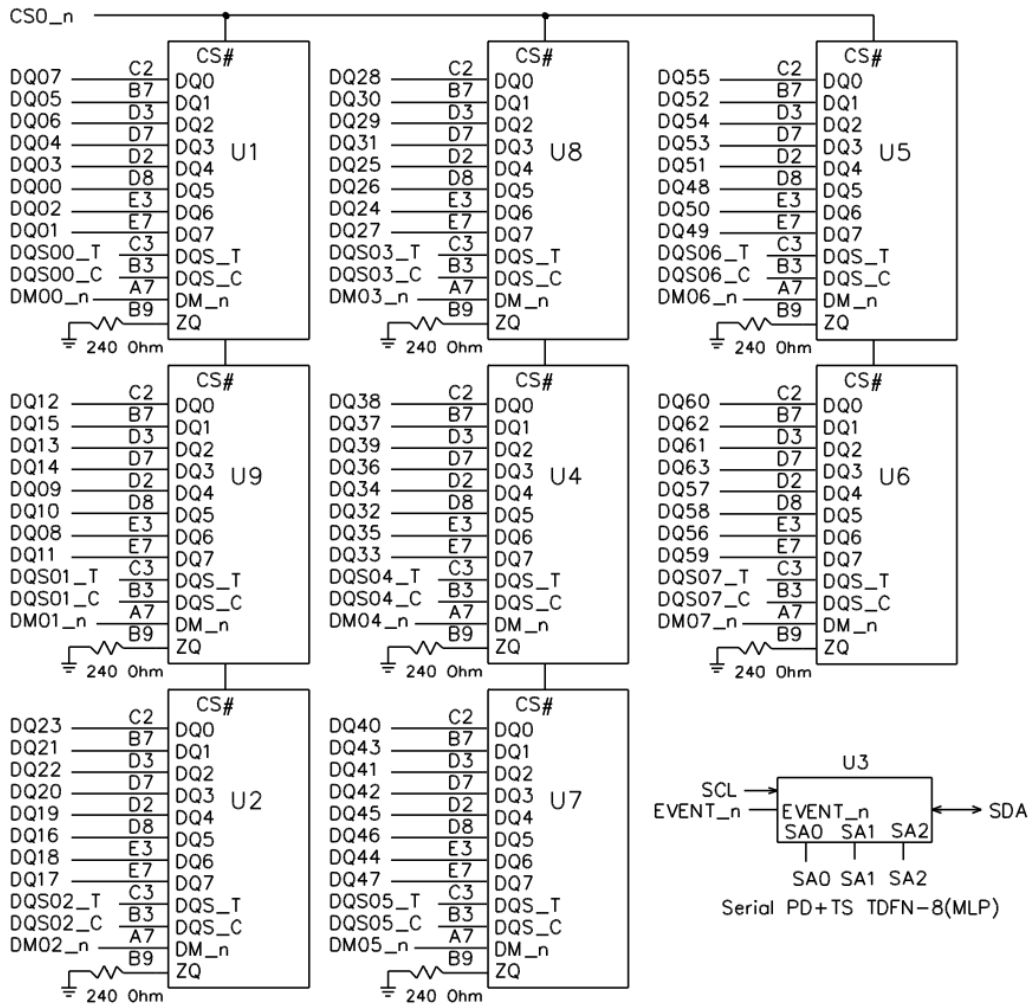 CS0_n
CS#
DQ07 C2 DQ0
DQ05 B7 DQ1
DQ06 D3 DQ2
DQ04 D7 DQ3
DQ03 D2 DQ4
DQ00 D8 DQ5
DQ02 E3 DQ6
DQ01 E7 DQ7
DQS00_T C3 DQS_T
DQS00_C B3 DQS_C
DM00_n A7 DM_n
B9 ZQ
240 Ohm
U1
CS#
DQ12 C2 DQ0
DQ15 B7 DQ1
DQ13 D3 DQ2
DQ14 D7 DQ3
DQ09 D2 DQ4
DQ10 D8 DQ5
DQ08 E3 DQ6
DQ11 E7 DQ7
DQS01_T C3 DQS_T
DQS01_C B3 DQS_C
DM01_n A7 DM_n
B9 ZQ
240 Ohm
U9
CS#
DQ23 C2 DQ0
DQ21 B7 DQ1
DQ22 D3 DQ2
DQ20 D7 DQ3
DQ19 D2 DQ4
DQ16 D8 DQ5
DQ18 E3 DQ6
DQ17 E7 DQ7
DQS02_T C3 DQS_T
DQS02_C B3 DQS_C
DM02_n A7 DM_n
B9 ZQ
240 Ohm
U2
CS#
DQ28 C2 DQ0
DQ30 B7 DQ1
DQ29 D3 DQ2
DQ31 D7 DQ3
DQ25 D2 DQ4
DQ26 D8 DQ5
DQ24 E3 DQ6
DQ27 E7 DQ7
DQS03_T C3 DQS_T
DQS03_C B3 DQS_C
DM03_n A7 DM_n
B9 ZQ
240 Ohm
U8
CS#
DQ38 C2 DQ0
DQ37 B7 DQ1
DQ39 D3 DQ2
DQ36 D7 DQ3
DQ34 D2 DQ4
DQ32 D8 DQ5
DQ35 E3 DQ6
DQ33 E7 DQ7
DQS04_T C3 DQS_T
DQS04_C B3 DQS_C
DM04_n A7 DM_n
B9 ZQ
240 Ohm
U4
CS#
DQ40 C2 DQ0
DQ43 B7 DQ1
DQ41 D3 DQ2
DQ42 D7 DQ3
DQ45 D2 DQ4
DQ46 D8 DQ5
DQ44 E3 DQ6
DQ47 E7 DQ7
DQS05_T C3 DQS_T
DQS05_C B3 DQS_C
DM05_n A7 DM_n
B9 ZQ
240 Ohm
U7
CS#
DQ55 C2 DQ0
DQ52 B7 DQ1
DQ54 D3 DQ2
DQ53 D7 DQ3
DQ51 D2 DQ4
DQ48 D8 DQ5
DQ50 E3 DQ6
DQ49 E7 DQ7
DQS06_T C3 DQS_T
DQS06_C B3 DQS_C
DM06_n A7 DM_n
B9 ZQ
240 Ohm
U5
CS#
DQ60 C2 DQ0
DQ62 B7 DQ1
DQ61 D3 DQ2
DQ63 D7 DQ3
DQ57 D2 DQ4
DQ58 D8 DQ5
DQ56 E3 DQ6
DQ59 E7 DQ7
DQS07_T C3 DQS_T
DQS07_C B3 DQS_C
DM07_n A7 DM_n
B9 ZQ
240 Ohm
U6
U3
SCL
EVENT_n EVENT_n SDA
SA0 SA1 SA2
SA0 SA1 SA2
Serial PD+TS TDFN-8(MLP)